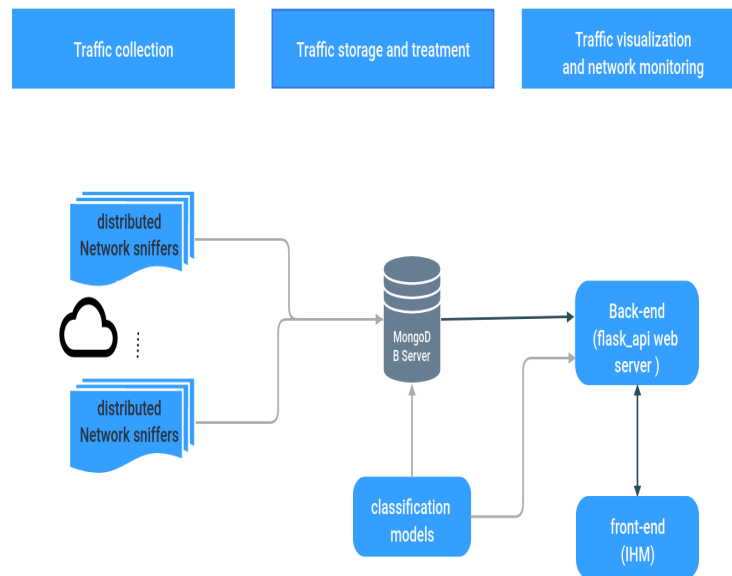 Traffic collection
Traffic storage and treatment
Traffic visualization
and network monitoring
distributed
Network sniffers
distributed
Network sniffers
MongoD
B Server
Back-end
(flask_api web
server )
classification
models
front-end
(IHM)